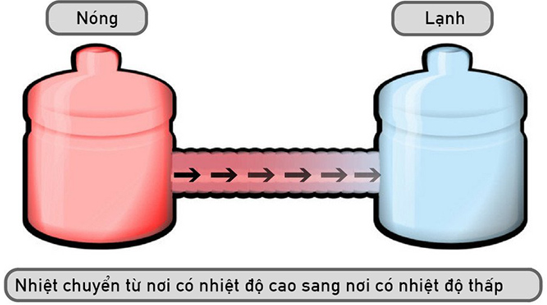 Nóng
Lạnh
Nhiệt chuyển từ nơi có nhiệt độ cao sang nơi có nhiệt độ thấp